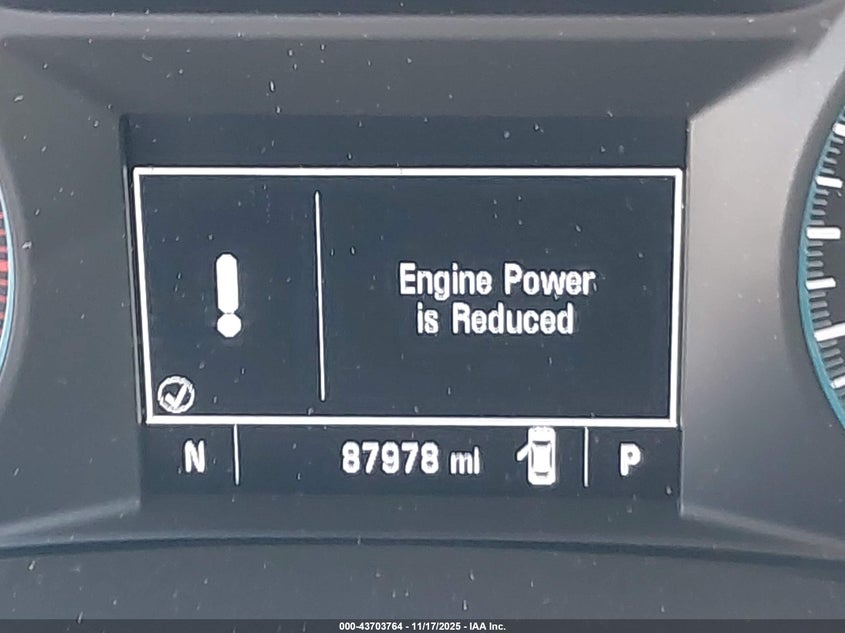 Engine Power
is Reduced
N 87978 mi P
000-43703764 - 11/17/2025 - IAA Inc.